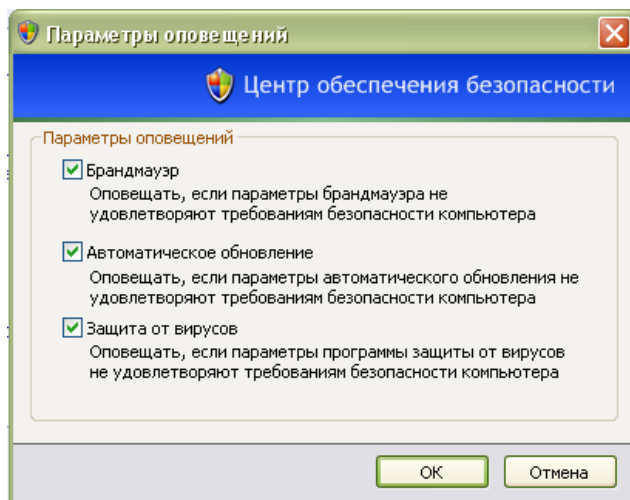 Параметры оповещений
Центр обеспечения безопасности
Параметры оповещений
Брандмауэр
Оповещать, если параметры брандмауэра не
удовлетворяют требованиям безопасности компьютера
Автоматическое обновление
Оповещать, если параметры автоматического обновления не
удовлетворяют требованиям безопасности компьютера
Защита от вирусов
Оповещать, если параметры программы защиты от вирусов
не удовлетворяют требованиям безопасности компьютера
ОК
Отмена